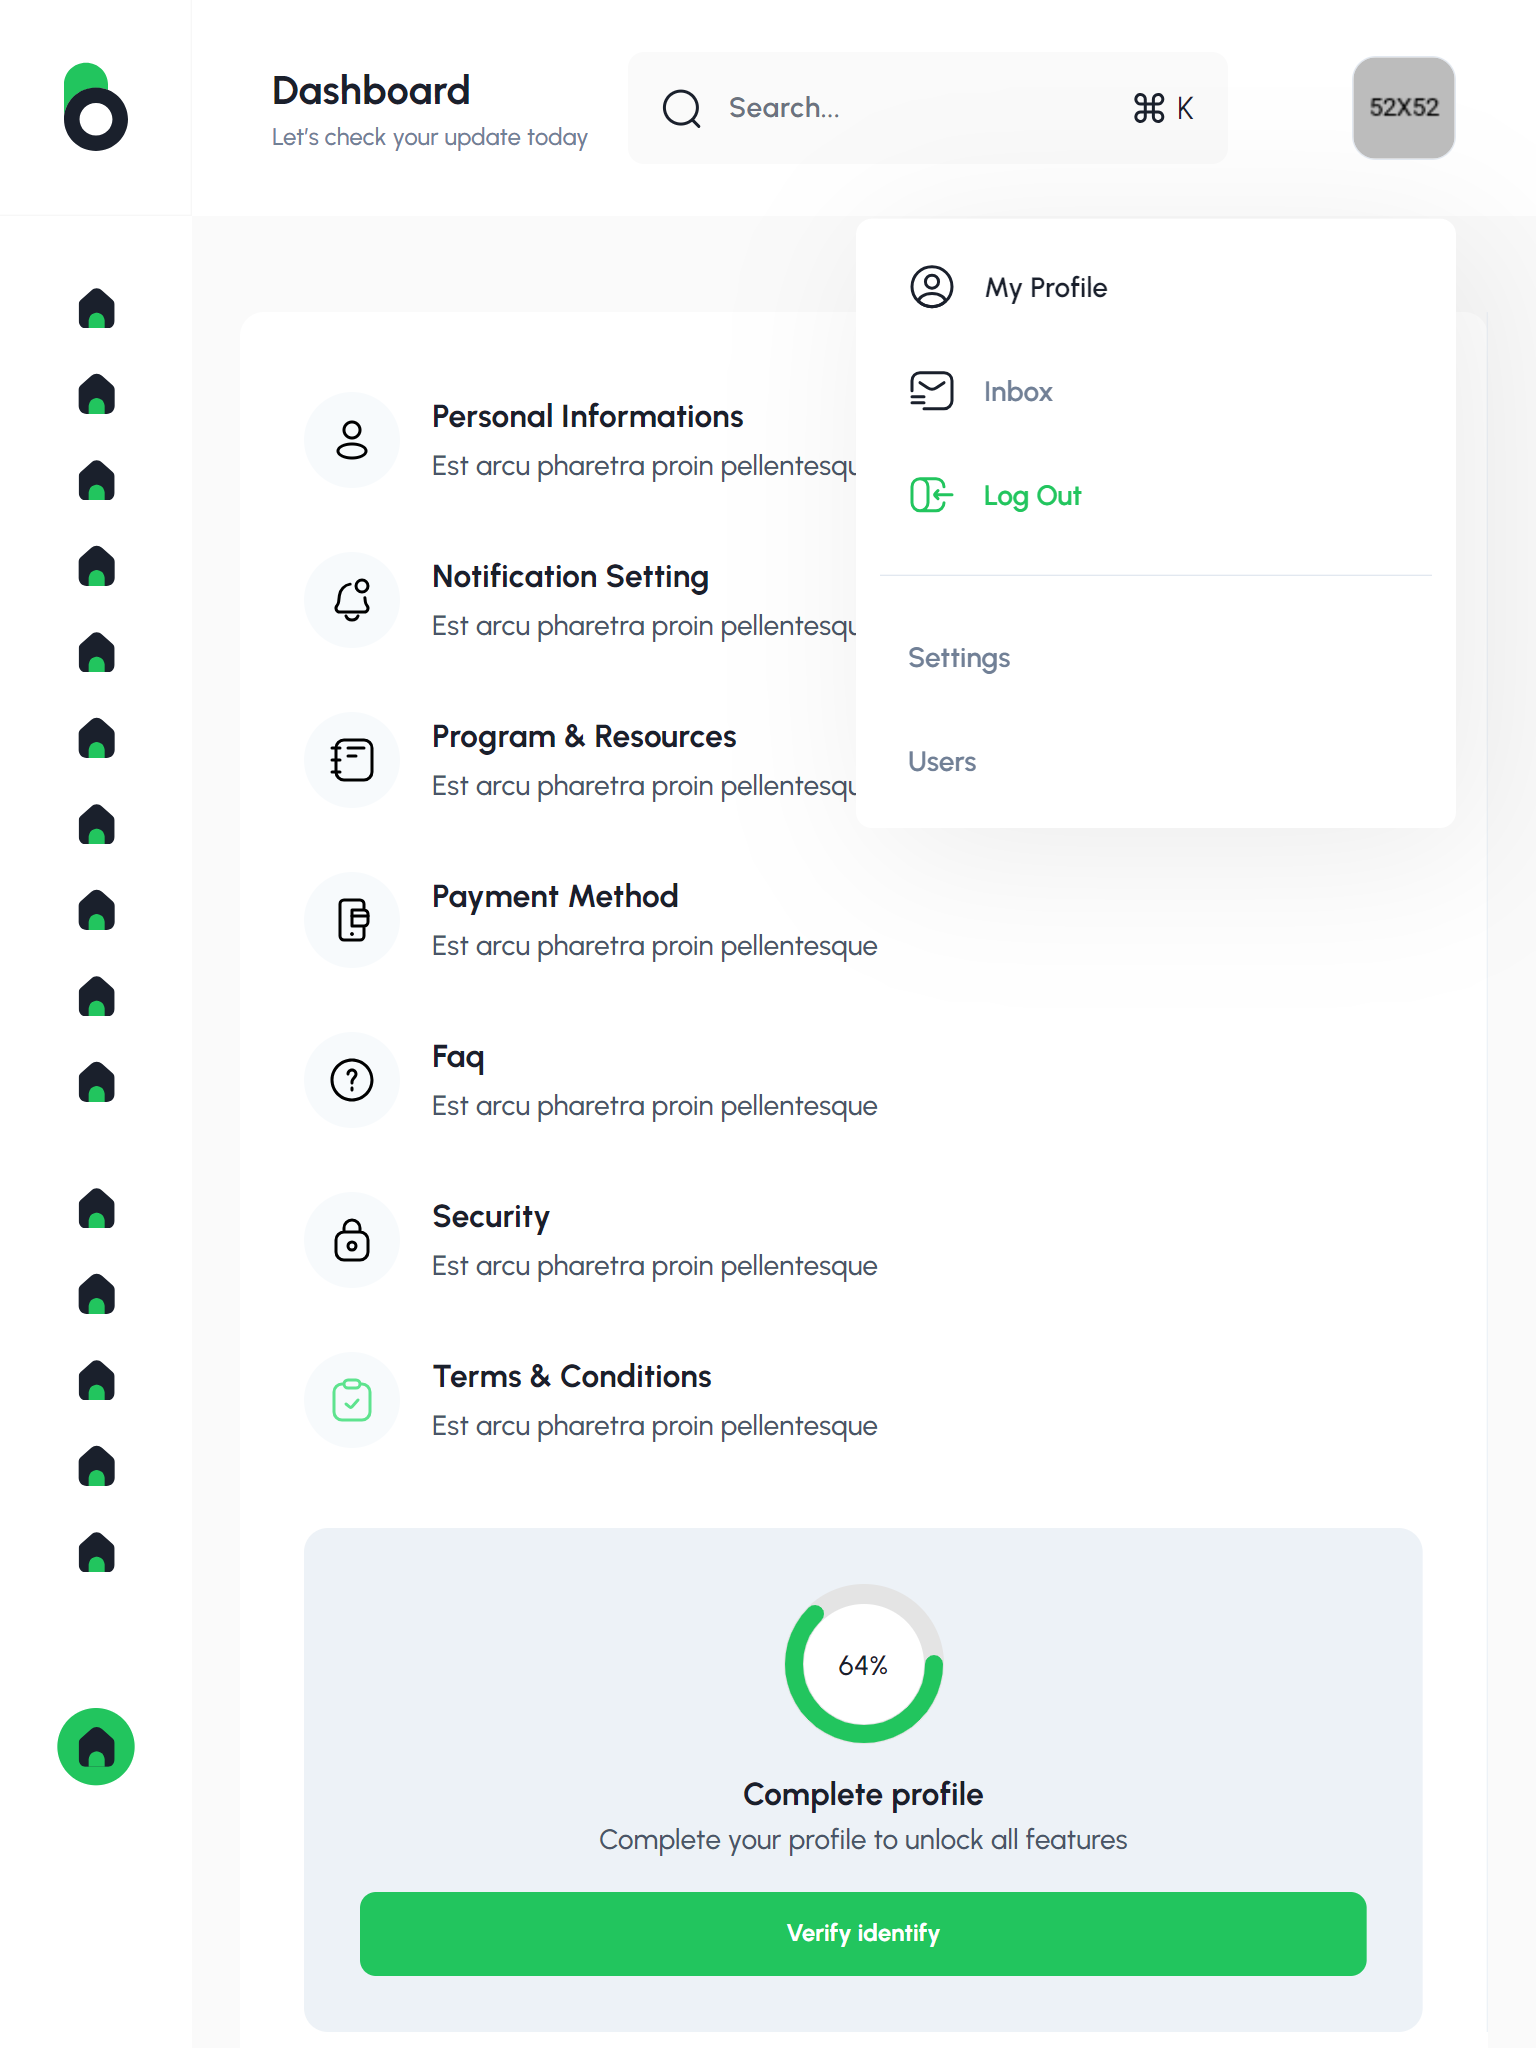 Dashboard
Let's check your update today
Search...
⌘ K
52X52
My Profile
Inbox
Log Out
Settings
Users
Personal Informations
Est arcu pharetra proin pellentesqu
Notification Setting
Est arcu pharetra proin pellentesqu
Program & Resources
Est arcu pharetra proin pellentesqu
Payment Method
Est arcu pharetra proin pellentesque
Faq
Est arcu pharetra proin pellentesque
Security
Est arcu pharetra proin pellentesque
Terms & Conditions
Est arcu pharetra proin pellentesque
64%
Complete profile
Complete your profile to unlock all features
Verify identify